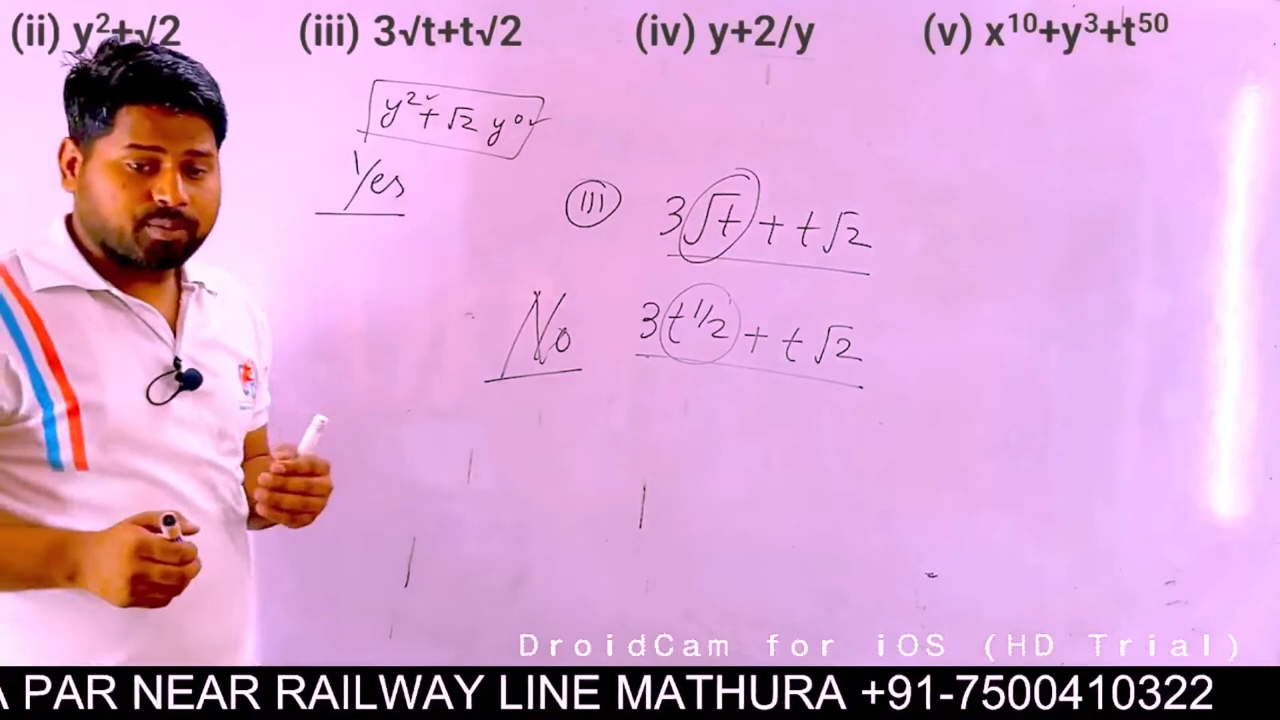 (ii) y²+√2 (iii) 3√t+t√2 (iv) y+2/y (v) x¹⁰+y³+t⁵⁰
y² + √2 y⁰
Yes
(III) 3√t + t√2
No 3t^1/2 + t√2
DroidCam for iOS (HD Trial)
A PAR NEAR RAILWAY LINE MATHURA +91-7500410322